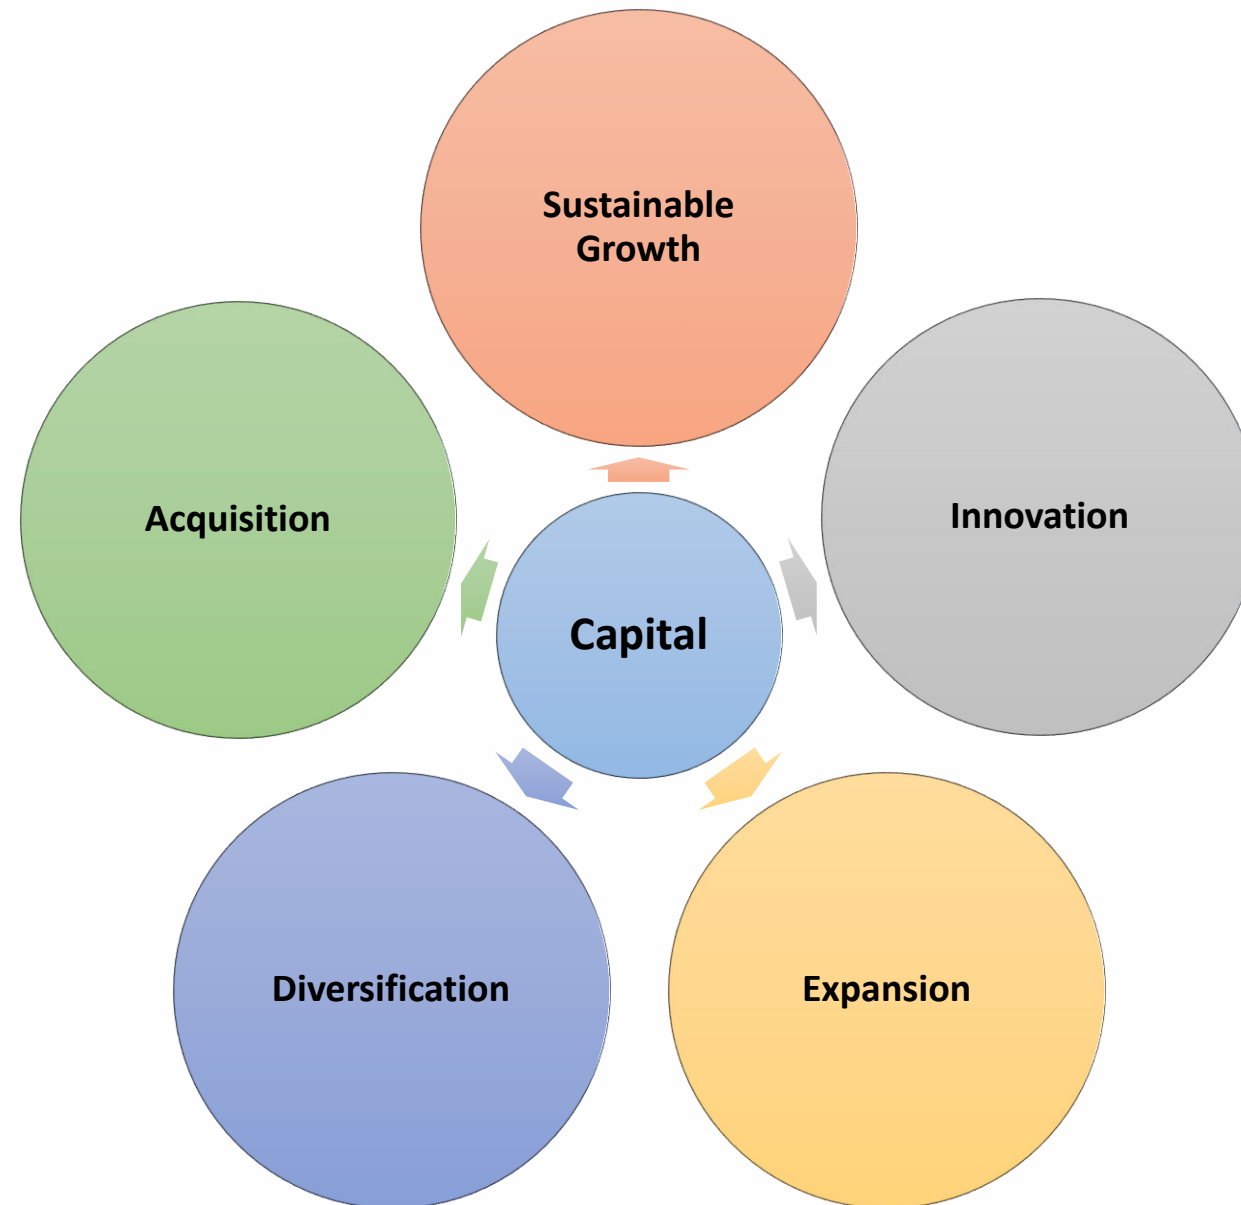 Sustainable
Growth
Acquisition
Innovation
Capital
Diversification
Expansion